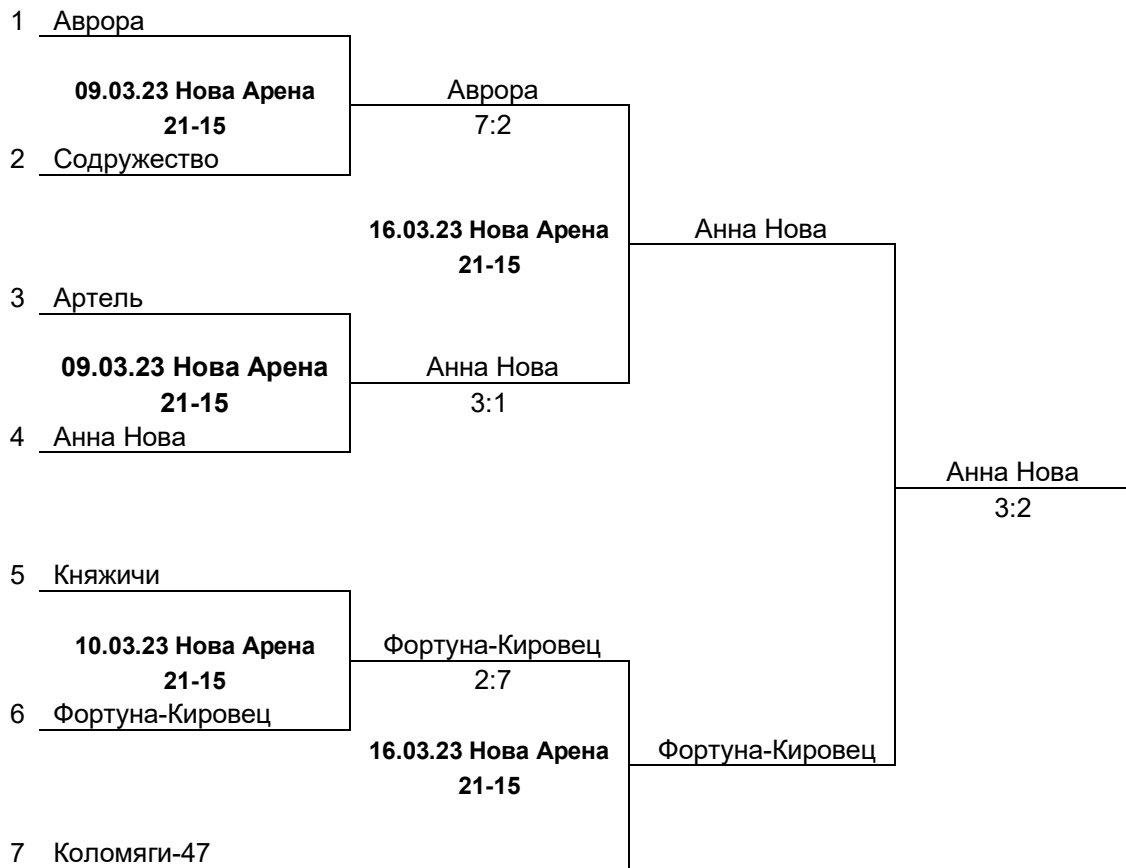 1 Аврора
09.03.23 Нова Арена
21-15
Аврора
7:2
2 Содружество
16.03.23 Нова Арена
21-15
Анна Нова
3 Артель
09.03.23 Нова Арена
21-15
Анна Нова
3:1
4 Анна Нова
Анна Нова
3:2
5 Княжичи
10.03.23 Нова Арена
21-15
Фортуна-Кировец
2:7
6 Фортуна-Кировец
16.03.23 Нова Арена
21-15
Фортуна-Кировец
7 Коломяги-47